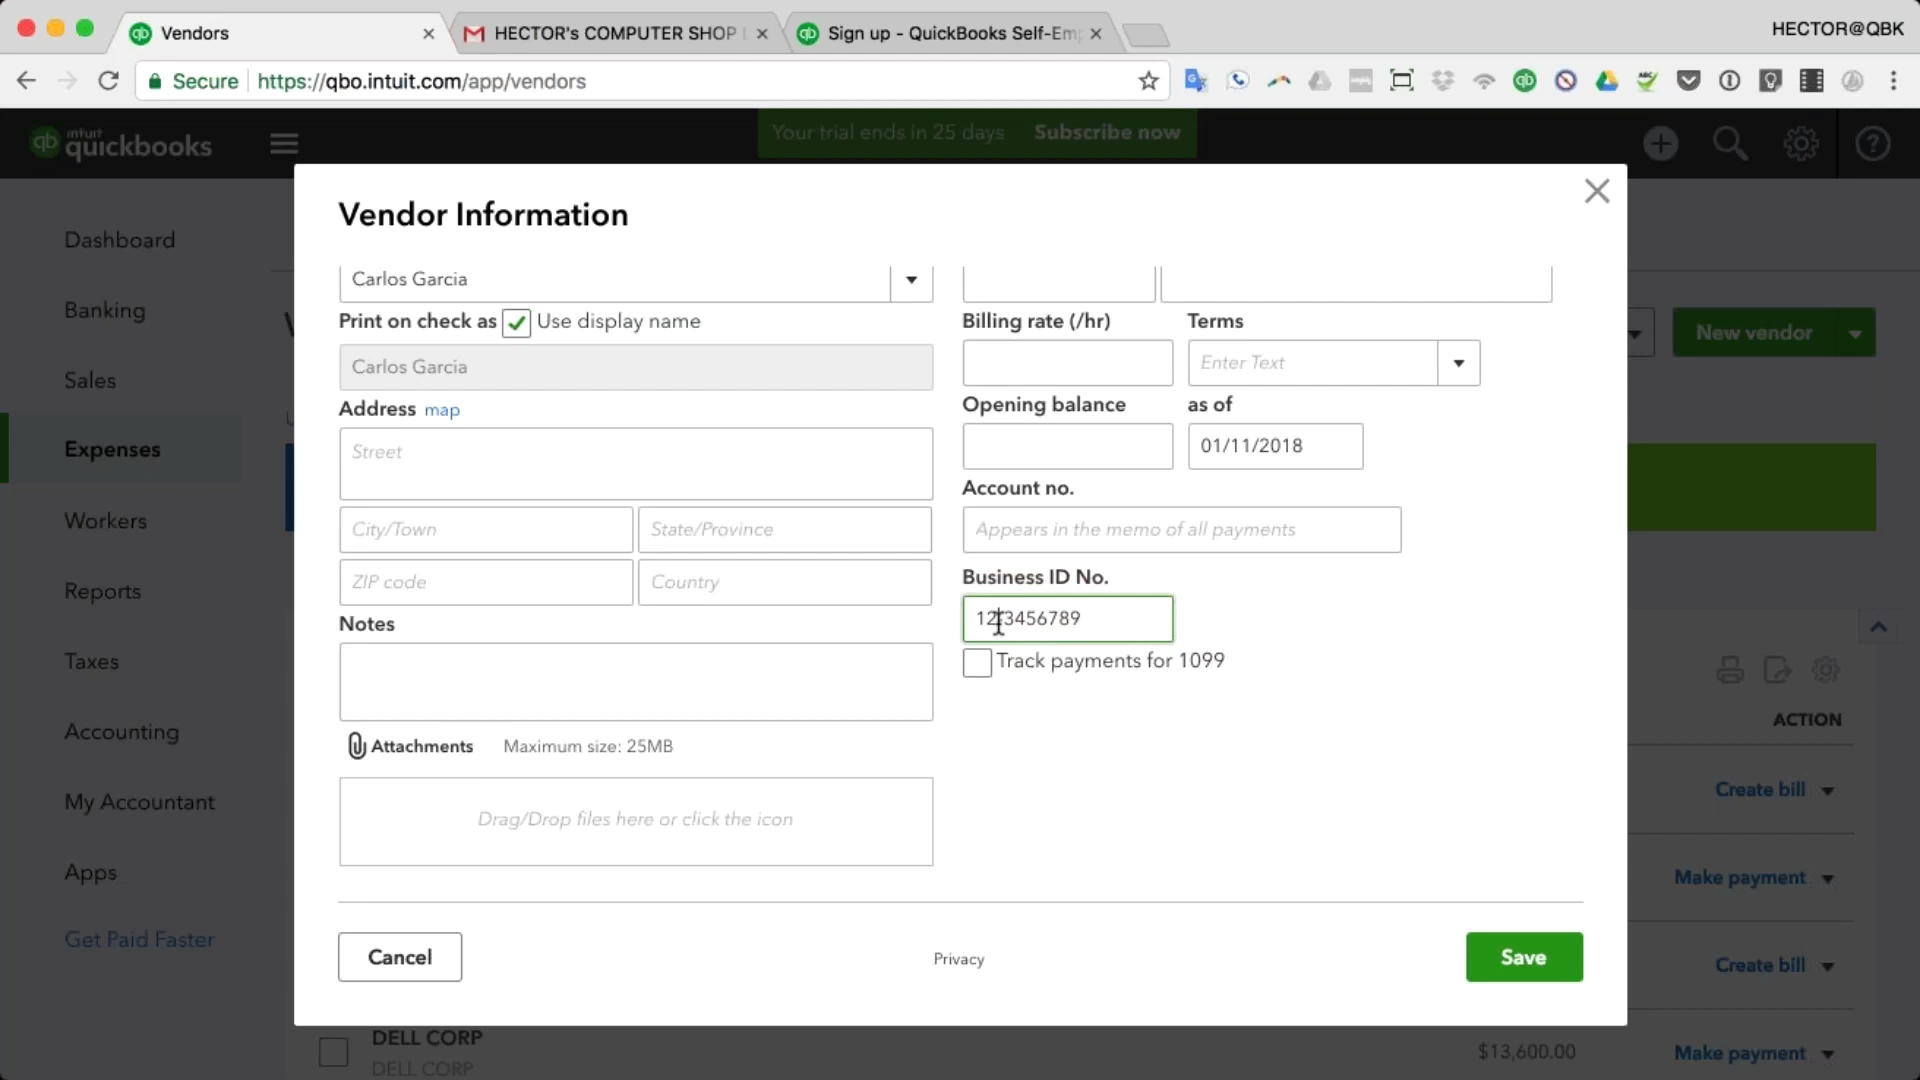 Vendors
HECTOR's COMPUTER SHOP
Sign up - QuickBooks Self-Em
HECTOR@QBK
Secure https://qbo.intuit.com/app/vendors
intuit
quickbooks
Your trial ends in 25 days Subscribe now
Dashboard
Banking
Sales
Expenses
Workers
Reports
Taxes
Accounting
My Accountant
Apps
Get Paid Faster
New vendor
Vendor Information
Carlos Garcia
Print on check as Use display name
Carlos Garcia
Address map
Street
City/Town State/Province
ZIP code Country
Notes
Attachments Maximum size: 25MB
Drag/Drop files here or click the icon
Billing rate (/hr) Terms
Enter Text
Opening balance as of
01/11/2018
Account no.
Appears in the memo of all payments
Business ID No.
Track payments for 1099
Cancel Privacy Save
ACTION
Create bill
Make payment
Create bill
DELL CORP
DELL CORP
$13,600.00 Make payment